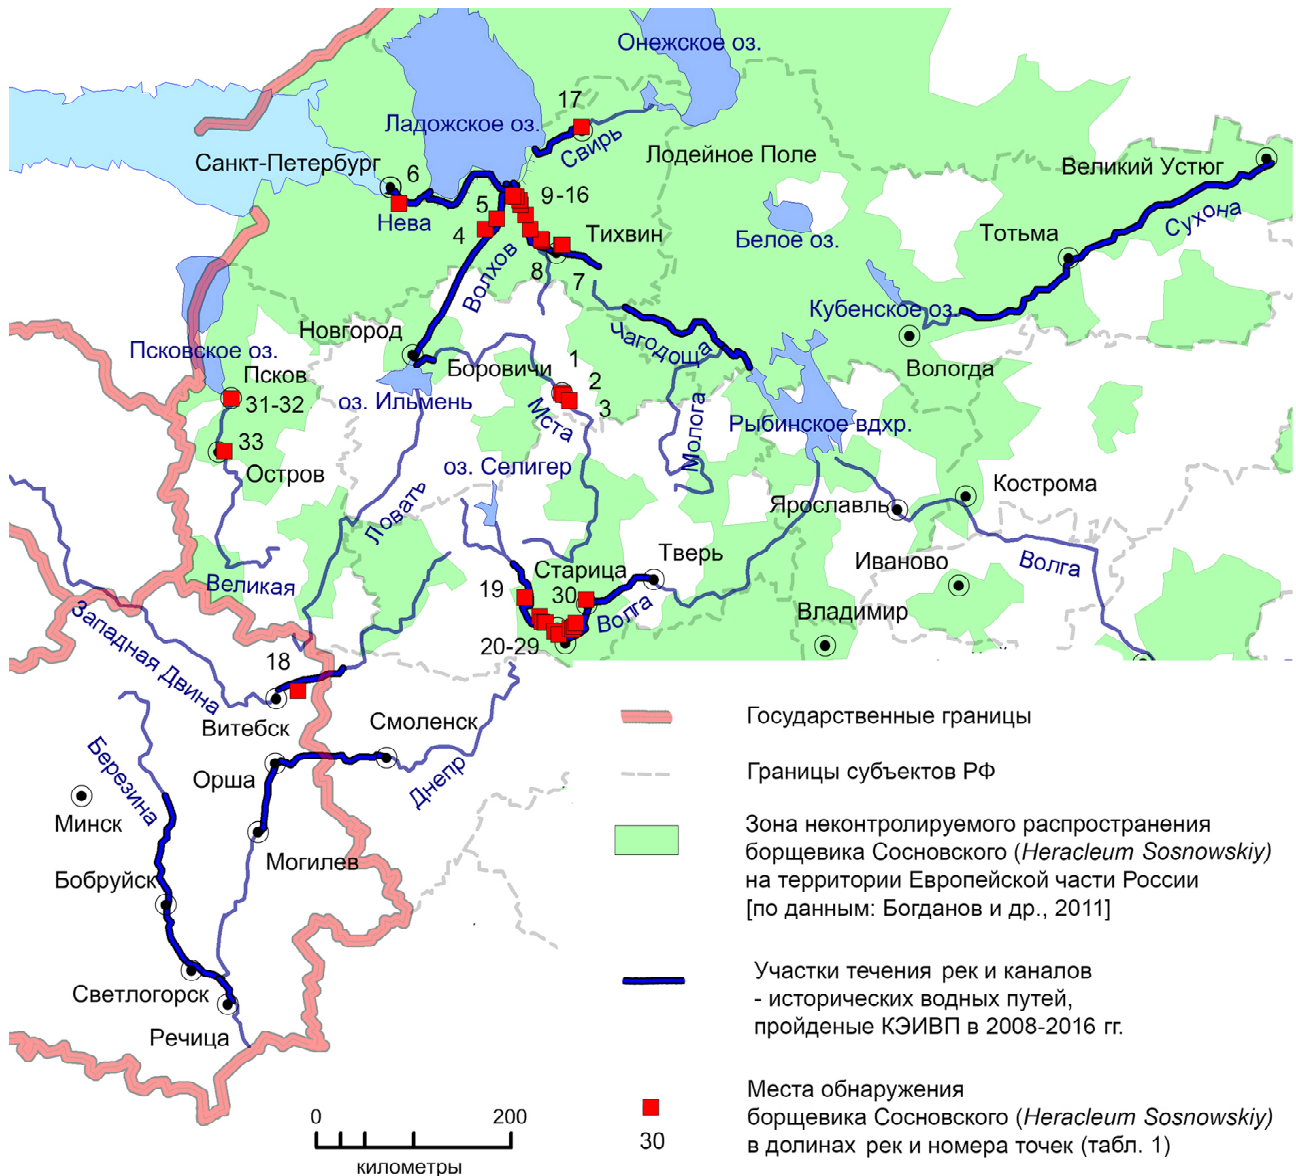 Онежское оз.
17
Ладожское оз.
Свирь
Лодейное Поле
Санкт-Петербург
6
Великий Устюг
9-16
5
Нева
4
Тихвин
Белое оз.
Тотьма
Сухона
Волхов
8
7
Кубенское оз.
Новгород
Чагодоща
Псковское оз.
Псков
Боровичи
1
2
3
Вологда
31-32
оз. Ильмень
Мста
Молога
Рыбинское вдхр.
33
Остров
оз. Селигер
Ловать
Ярославль
Кострома
Великая
19
Старица
30
Тверь
Волга
Иваново
Волга
Владимир
Западная Двина
20-29
18
Витебск
Смоленск
Березина
Орша
Днепр
Минск
Могилев
Бобруйск
Светлогорск
Речица
Государственные границы
Границы субъектов РФ
Зона неконтролируемого распространения
борщевика Сосновского (Heracleum Sosnowskiy)
на территории Европейской части России
[по данным: Богданов и др., 2011]
Участки течения рек и каналов
- исторических водных путей,
пройденые КЭИВП в 2008-2016 гг.
Места обнаружения
борщевика Сосновского (Heracleum Sosnowskiy)
30
в долинах рек и номера точек (табл. 1)
0
200
километры